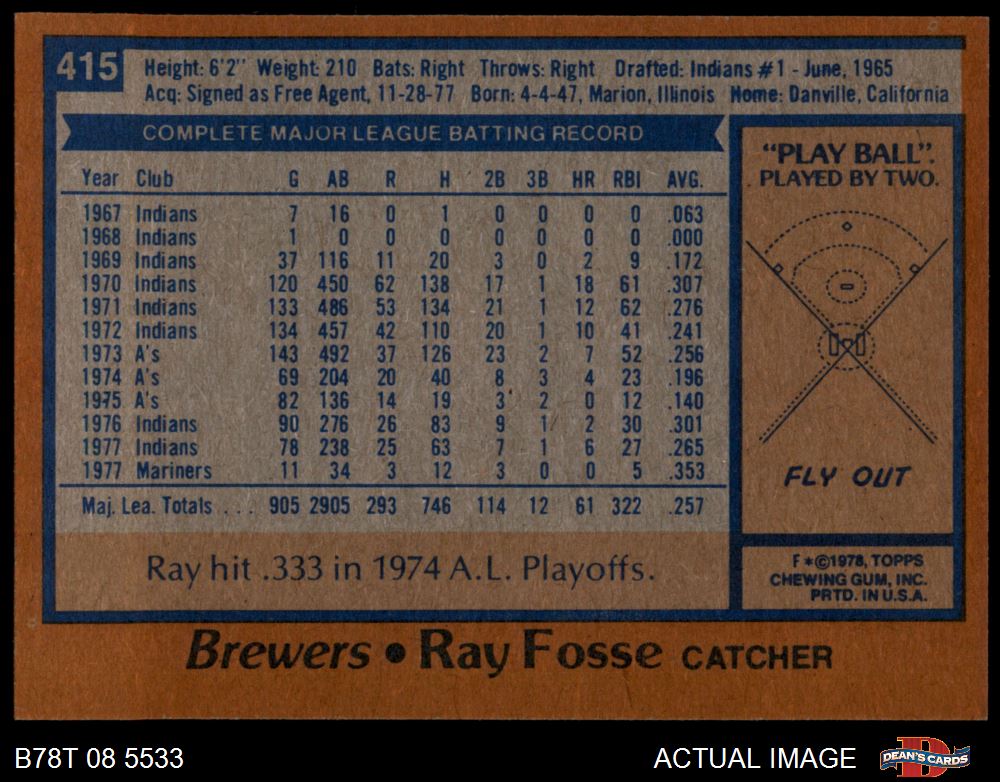 415
Height: 6'2" Weight: 210 Bats: Right Throws: Right Drafted: Indians #1 - June, 1965
Acq: Signed as Free Agent, 11-28-77 Born: 4-4-47, Marion, Illinois Home: Danville, California
COMPLETE MAJOR LEAGUE BATTING RECORD
Year Club G AB R H 2B 3B HR RBI AVG.
1967 Indians 7 16 0 1 0 0 0 0 .063
1968 Indians 1 0 0 0 0 0 0 0 .000
1969 Indians 37 116 11 20 3 0 2 9 .172
1970 Indians 120 450 62 138 17 1 18 61 .307
1971 Indians 133 486 53 134 21 1 12 62 .276
1972 Indians 134 457 42 110 20 1 10 41 .241
1973 A's 143 492 37 126 23 2 7 52 .256
1974 A's 69 204 20 40 8 3 4 23 .196
1975 A's 82 136 14 19 3 2 0 12 .140
1976 Indians 90 276 26 83 9 1 2 30 .301
1977 Indians 78 238 25 63 7 1 6 27 .265
1977 Mariners 11 34 3 12 3 0 0 5 .353
Maj. Lea. Totals . . . 905 2905 293 746 114 12 61 322 .257
Ray hit .333 in 1974 A.L. Playoffs.
"PLAY BALL".
PLAYED BY TWO.
FLY OUT
F*©1978, TOPPS
CHEWING GUM, INC.
PRTD. IN U.S.A.
Brewers • Ray Fosse CATCHER
B78T 08 5533
ACTUAL IMAGE
D
DEAN'S CARDS